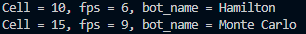 Cell = 10, fps = 6, bot_name = Hamilton
Cell = 15, fps = 9, bot_name = Monte Carlo